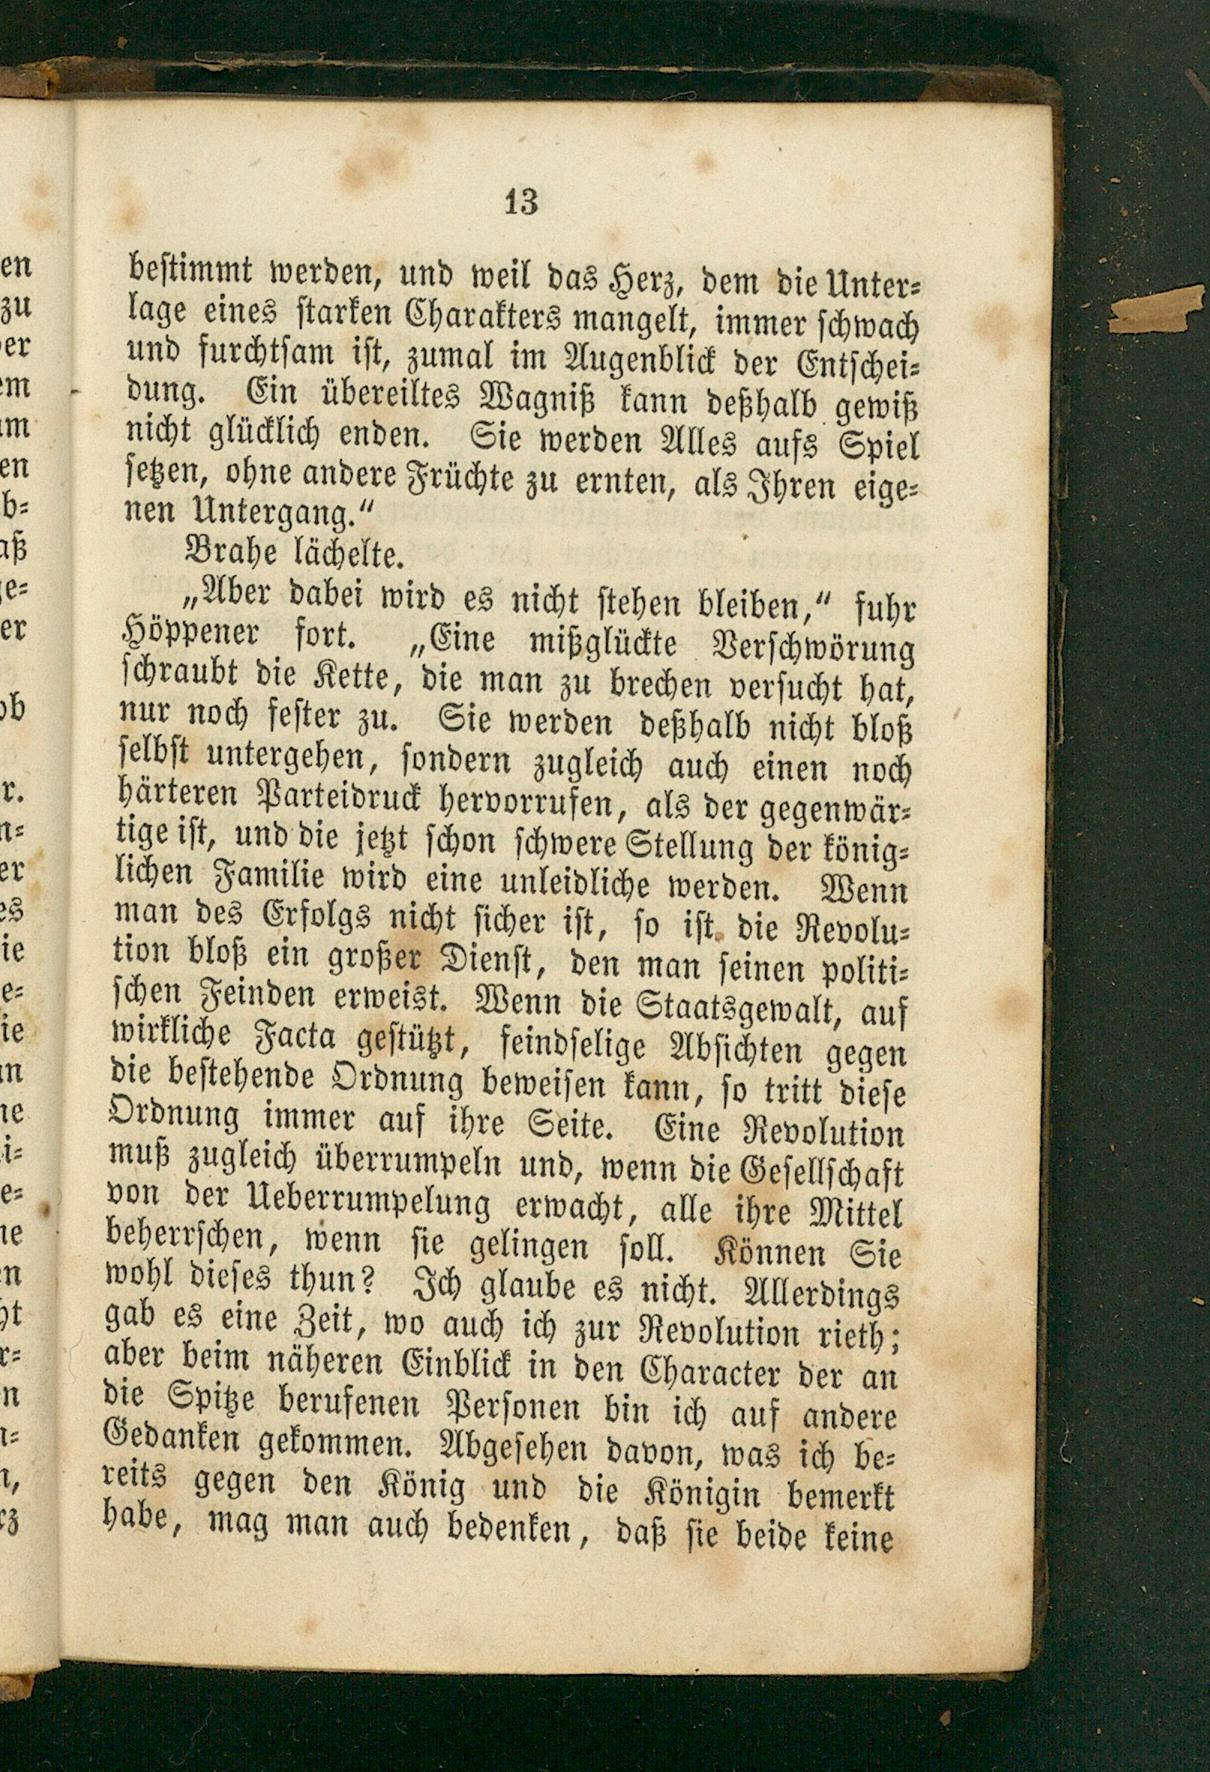 13
bestimmt werden, und weil das Herz, dem die Unter-
lage eines starken Charakters mangelt, immer schwach
und furchtsam ist, zumal im Augenblick der Entschei-
dung. Ein übereiltes Wagniß kann deßhalb gewiß
nicht glücklich enden. Sie werden Alles aufs Spiel
setzen, ohne andere Früchte zu ernten, als Ihren eige-
nen Untergang.“
Brahe lächelte.
„Aber dabei wird es nicht stehen bleiben,“ fuhr
Höppener fort. „Eine mißglückte Verschwörung
schraubt die Kette, die man zu brechen versucht hat,
nur noch fester zu. Sie werden deßhalb nicht bloß
selbst untergehen, sondern zugleich auch einen noch
härteren Parteidruck hervorrufen, als der gegenwär-
tige ist, und die jetzt schon schwere Stellung der könig-
lichen Familie wird eine unleidliche werden. Wenn
man des Erfolgs nicht sicher ist, so ist die Revolu-
tion bloß ein großer Dienst, den man seinen politi-
schen Feinden erweist. Wenn die Staatsgewalt, auf
wirkliche Facta gestützt, feindselige Absichten gegen
die bestehende Ordnung beweisen kann, so tritt diese
Ordnung immer auf ihre Seite. Eine Revolution
muß zugleich überrumpeln und, wenn die Gesellschaft
von der Ueberrumpelung erwacht, alle ihre Mittel
beherrschen, wenn sie gelingen soll. Können Sie
wohl dieses thun? Ich glaube es nicht. Allerdings
gab es eine Zeit, wo auch ich zur Revolution rieth;
aber beim näheren Einblick in den Character der an
die Spitze berufenen Personen bin ich auf andere
Gedanken gekommen. Abgesehen davon, was ich be-
reits gegen den König und die Königin bemerkt
habe, mag man auch bedenken, daß sie beide keine